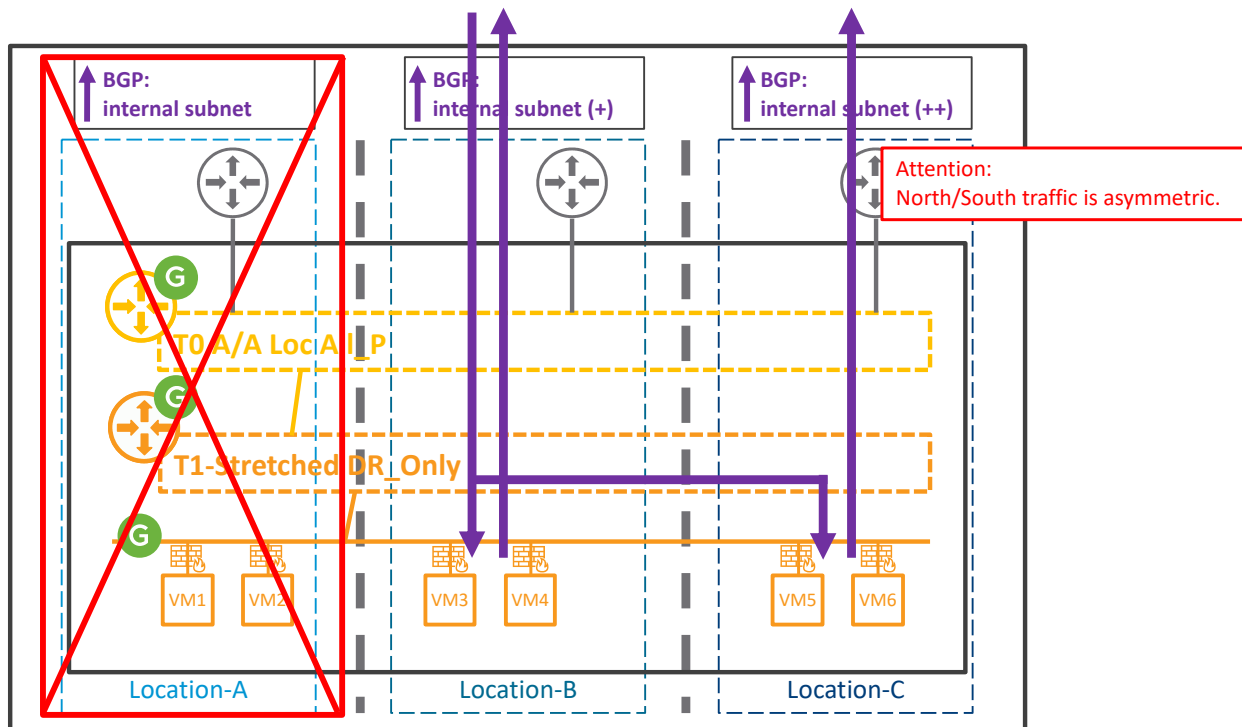 BGP:
internal subnet
BGP:
internal subnet (+)
BGP:
internal subnet (++)
Attention:
North/South traffic is asymmetric.
G
T0 A/A Loc All_P
G
T1-Stretched DR_Only
G
VM1
VM2
VM3
VM4
VM5
VM6
Location-A
Location-B
Location-C